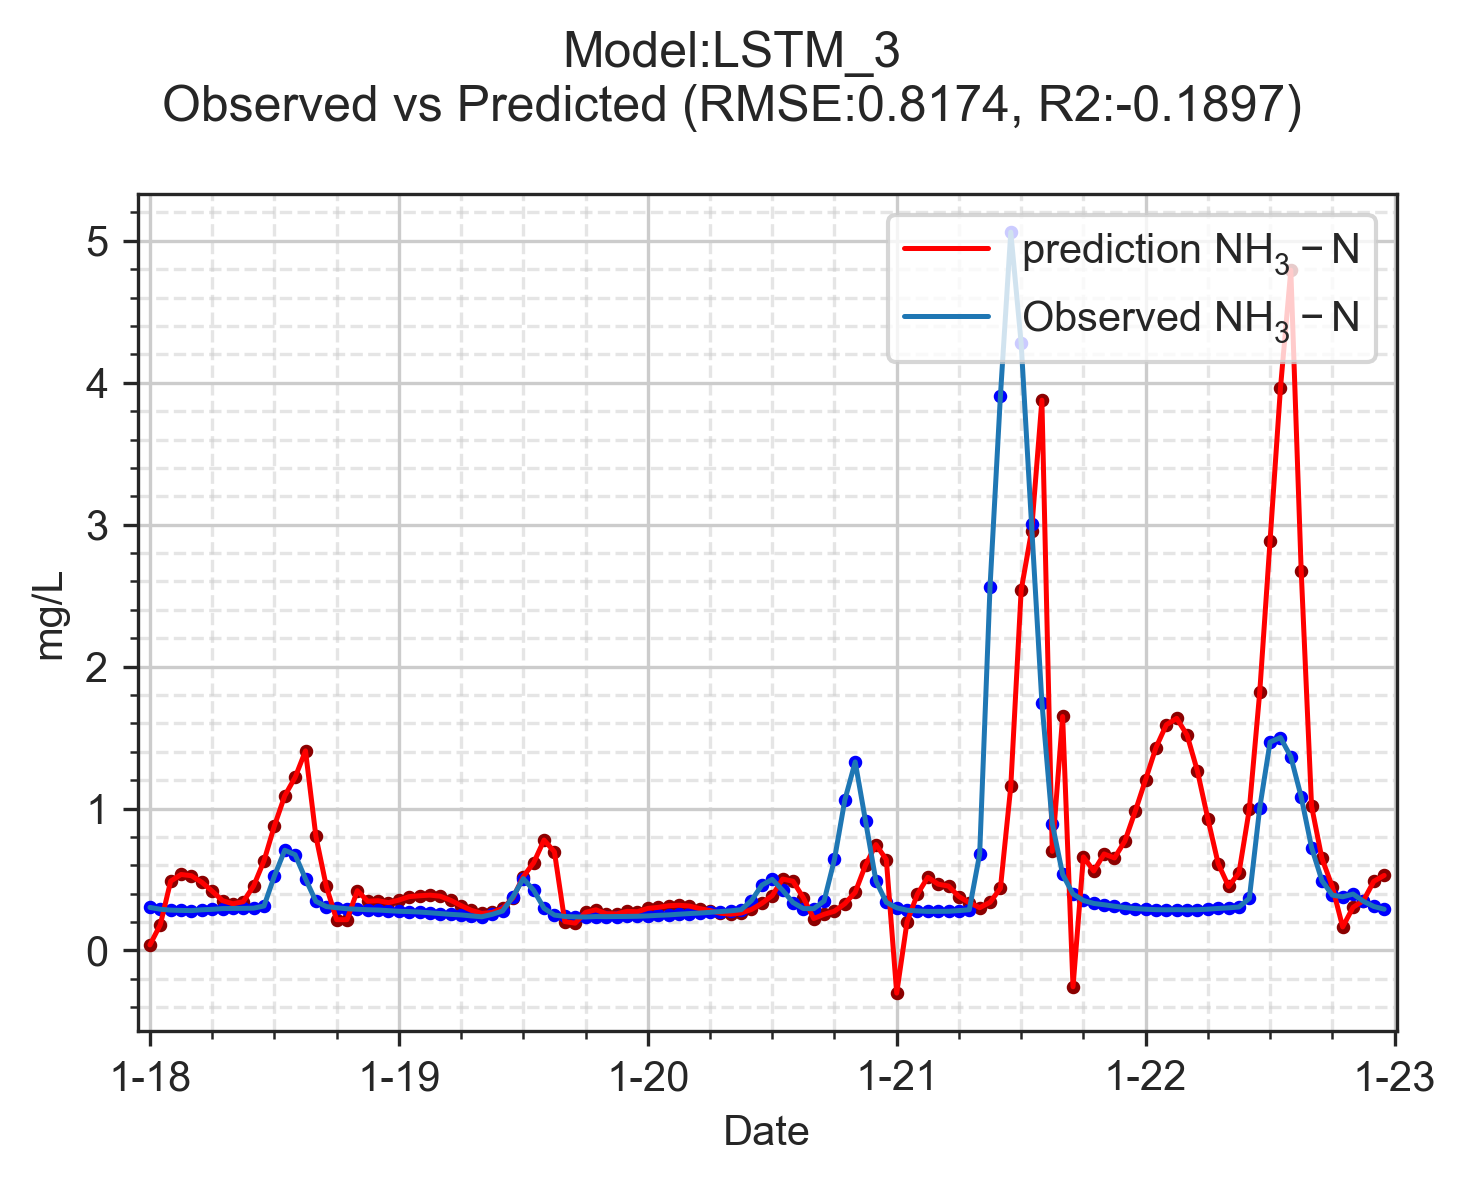 Model:LSTM_3
Observed vs Predicted (RMSE:0.8174, R2:-0.1897)
prediction NH₃ − N
Observed NH₃ − N
5
4
3
2
1
0
mg/L
1-18 1-19 1-20 1-21 1-22 1-23
Date